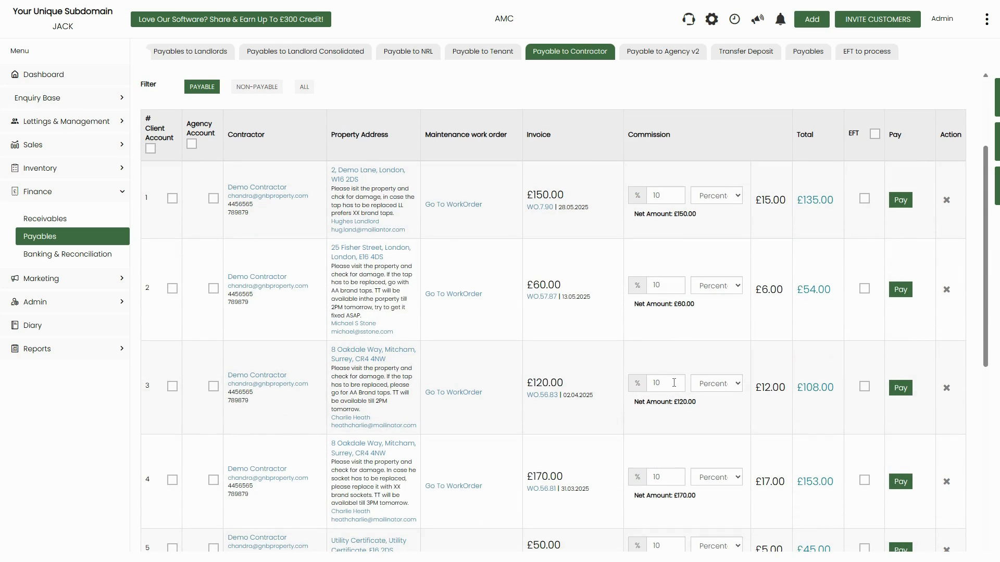 Your Unique Subdomain
JACK
Love Our Software? Share & Earn Up To £300 Credit!
AMC
Add
INVITE CUSTOMERS
Admin
Menu
Dashboard
Enquiry Base
Lettings & Management
Sales
Inventory
Finance
Receivables
Payables
Banking & Reconciliation
Marketing
Admin
Diary
Reports
Payables to Landlords
Payables to Landlord Consolidated
Payable to NRL
Payable to Tenant
Payable to Contractor
Payable to Agency v2
Transfer Deposit
Payables
EFT to process
Filter
PAYABLE
NON-PAYABLE
ALL
#
Client
Account
Agency
Account
Contractor
Property Address
Maintenance work order
Invoice
Commission
Total
EFT
Pay
Action
1
Demo Contractor
chandra@gnbproperty.com
4456565
789879
2, Demo Lane, London,
W16 2DS
Please isit the property and
chck for damage, in case the
tap has to be replaced LL
prefers XX brand taps.
Hughes Landlord
hug.land@mailiantor.com
Go To WorkOrder
£150.00
WO.7.90 | 28.05.2025
% 10 Percent
Net Amount: £150.00
£15.00
£135.00
Pay
2
Demo Contractor
chandra@gnbproperty.com
4456565
789879
25 Fisher Street, London,
London, E16 4DS
Please visit the property and
check for damage. If the tap
has to be replaced, go with
AA brand taps. TT will be
available inthe porperty till
2PM tomorrow, try to get it
fixed ASAP.
Michael S Stone
michael@sstone.com
Go To WorkOrder
£60.00
WO.57.87 | 13.05.2025
% 10 Percent
Net Amount: £60.00
£6.00
£54.00
Pay
3
Demo Contractor
chandra@gnbproperty.com
4456565
789879
8 Oakdale Way, Mitcham,
Surrey, CR4 4NW
Please visit the property and
check for damage. If the tap
has to bre replaced, please
go for AA Brand taps. TT will
be available till 2PM
tomorrow.
Charlie Heath
heathcharlie@mailinator.com
Go To WorkOrder
£120.00
WO.56.83 | 02.04.2025
% 10 Percent
Net Amount: £120.00
£12.00
£108.00
Pay
4
Demo Contractor
chandra@gnbproperty.com
4456565
789879
8 Oakdale Way, Mitcham,
Surrey, CR4 4NW
Please visit the property and
check for damage. In case he
socket has to be replaced,
please replace it with XX
brand sockets. TT will be
availabel till 3PM tomorrow.
Charlie Heath
heathcharlie@mailinator.com
Go To WorkOrder
£170.00
WO.56.81 | 31.03.2025
% 10 Percent
Net Amount: £170.00
£17.00
£153.00
Pay
5
Demo Contractor
chandra@gnbproperty.com
Utility Certificate, Utility
Certificate, E16 2DS
£50.00
% 10 Percent
£5.00
£45.00
Pay